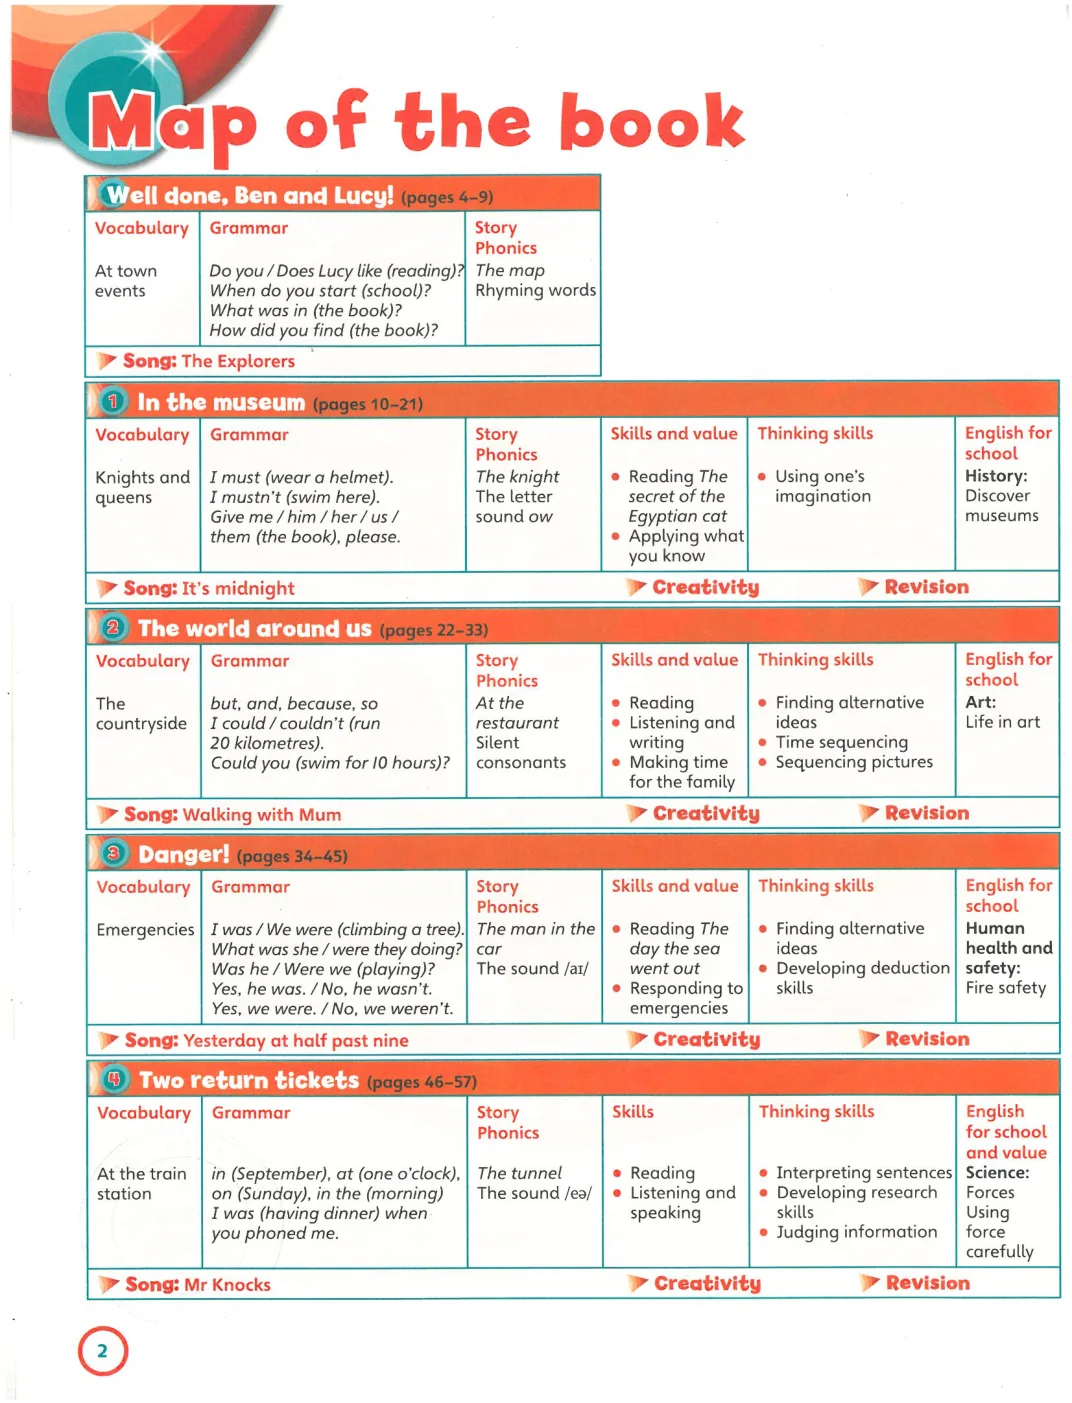 Map of the book
Well done, Ben and Lucy! (pages 4–9)
Vocabulary
At town
events
Grammar
Do you / Does Lucy like (reading)?
When do you start (school)?
What was in (the book)?
How did you find (the book)?
Story
Phonics
The map
Rhyming words
Song: The Explorers
1 In the museum (pages 10–21)
Vocabulary
Knights and
queens
Grammar
I must (wear a helmet).
I mustn't (swim here).
Give me / him / her / us /
them (the book), please.
Story
Phonics
The knight
The letter
sound ow
Skills and value
• Reading The
secret of the
Egyptian cat
• Applying what
you know
Thinking skills
• Using one's
imagination
English for
school
History:
Discover
museums
Song: It's midnight
Creativity
Revision
2 The world around us (pages 22–33)
Vocabulary
The
countryside
Grammar
but, and, because, so
I could / couldn't (run
20 kilometres).
Could you (swim for 10 hours)?
Story
Phonics
At the
restaurant
Silent
consonants
Skills and value
• Reading
• Listening and
writing
• Making time
for the family
Thinking skills
• Finding alternative
ideas
• Time sequencing
• Sequencing pictures
English for
school
Art:
Life in art
Song: Walking with Mum
Creativity
Revision
3 Danger! (pages 34–45)
Vocabulary
Emergencies
Grammar
I was / We were (climbing a tree).
What was she / were they doing?
Was he / Were we (playing)?
Yes, he was. / No, he wasn't.
Yes, we were. / No, we weren't.
Story
Phonics
The man in the
car
The sound /aɪ/
Skills and value
• Reading The
day the sea
went out
• Responding to
emergencies
Thinking skills
• Finding alternative
ideas
• Developing deduction
skills
English for
school
Human
health and
safety:
Fire safety
Song: Yesterday at half past nine
Creativity
Revision
4 Two return tickets (pages 46–57)
Vocabulary
At the train
station
Grammar
in (September), at (one o'clock),
on (Sunday), in the (morning)
I was (having dinner) when
you phoned me.
Story
Phonics
The tunnel
The sound /eə/
Skills
• Reading
• Listening and
speaking
Thinking skills
• Interpreting sentences
• Developing research
skills
• Judging information
English
for school
and value
Science:
Forces
Using
force
carefully
Song: Mr Knocks
Creativity
Revision
2